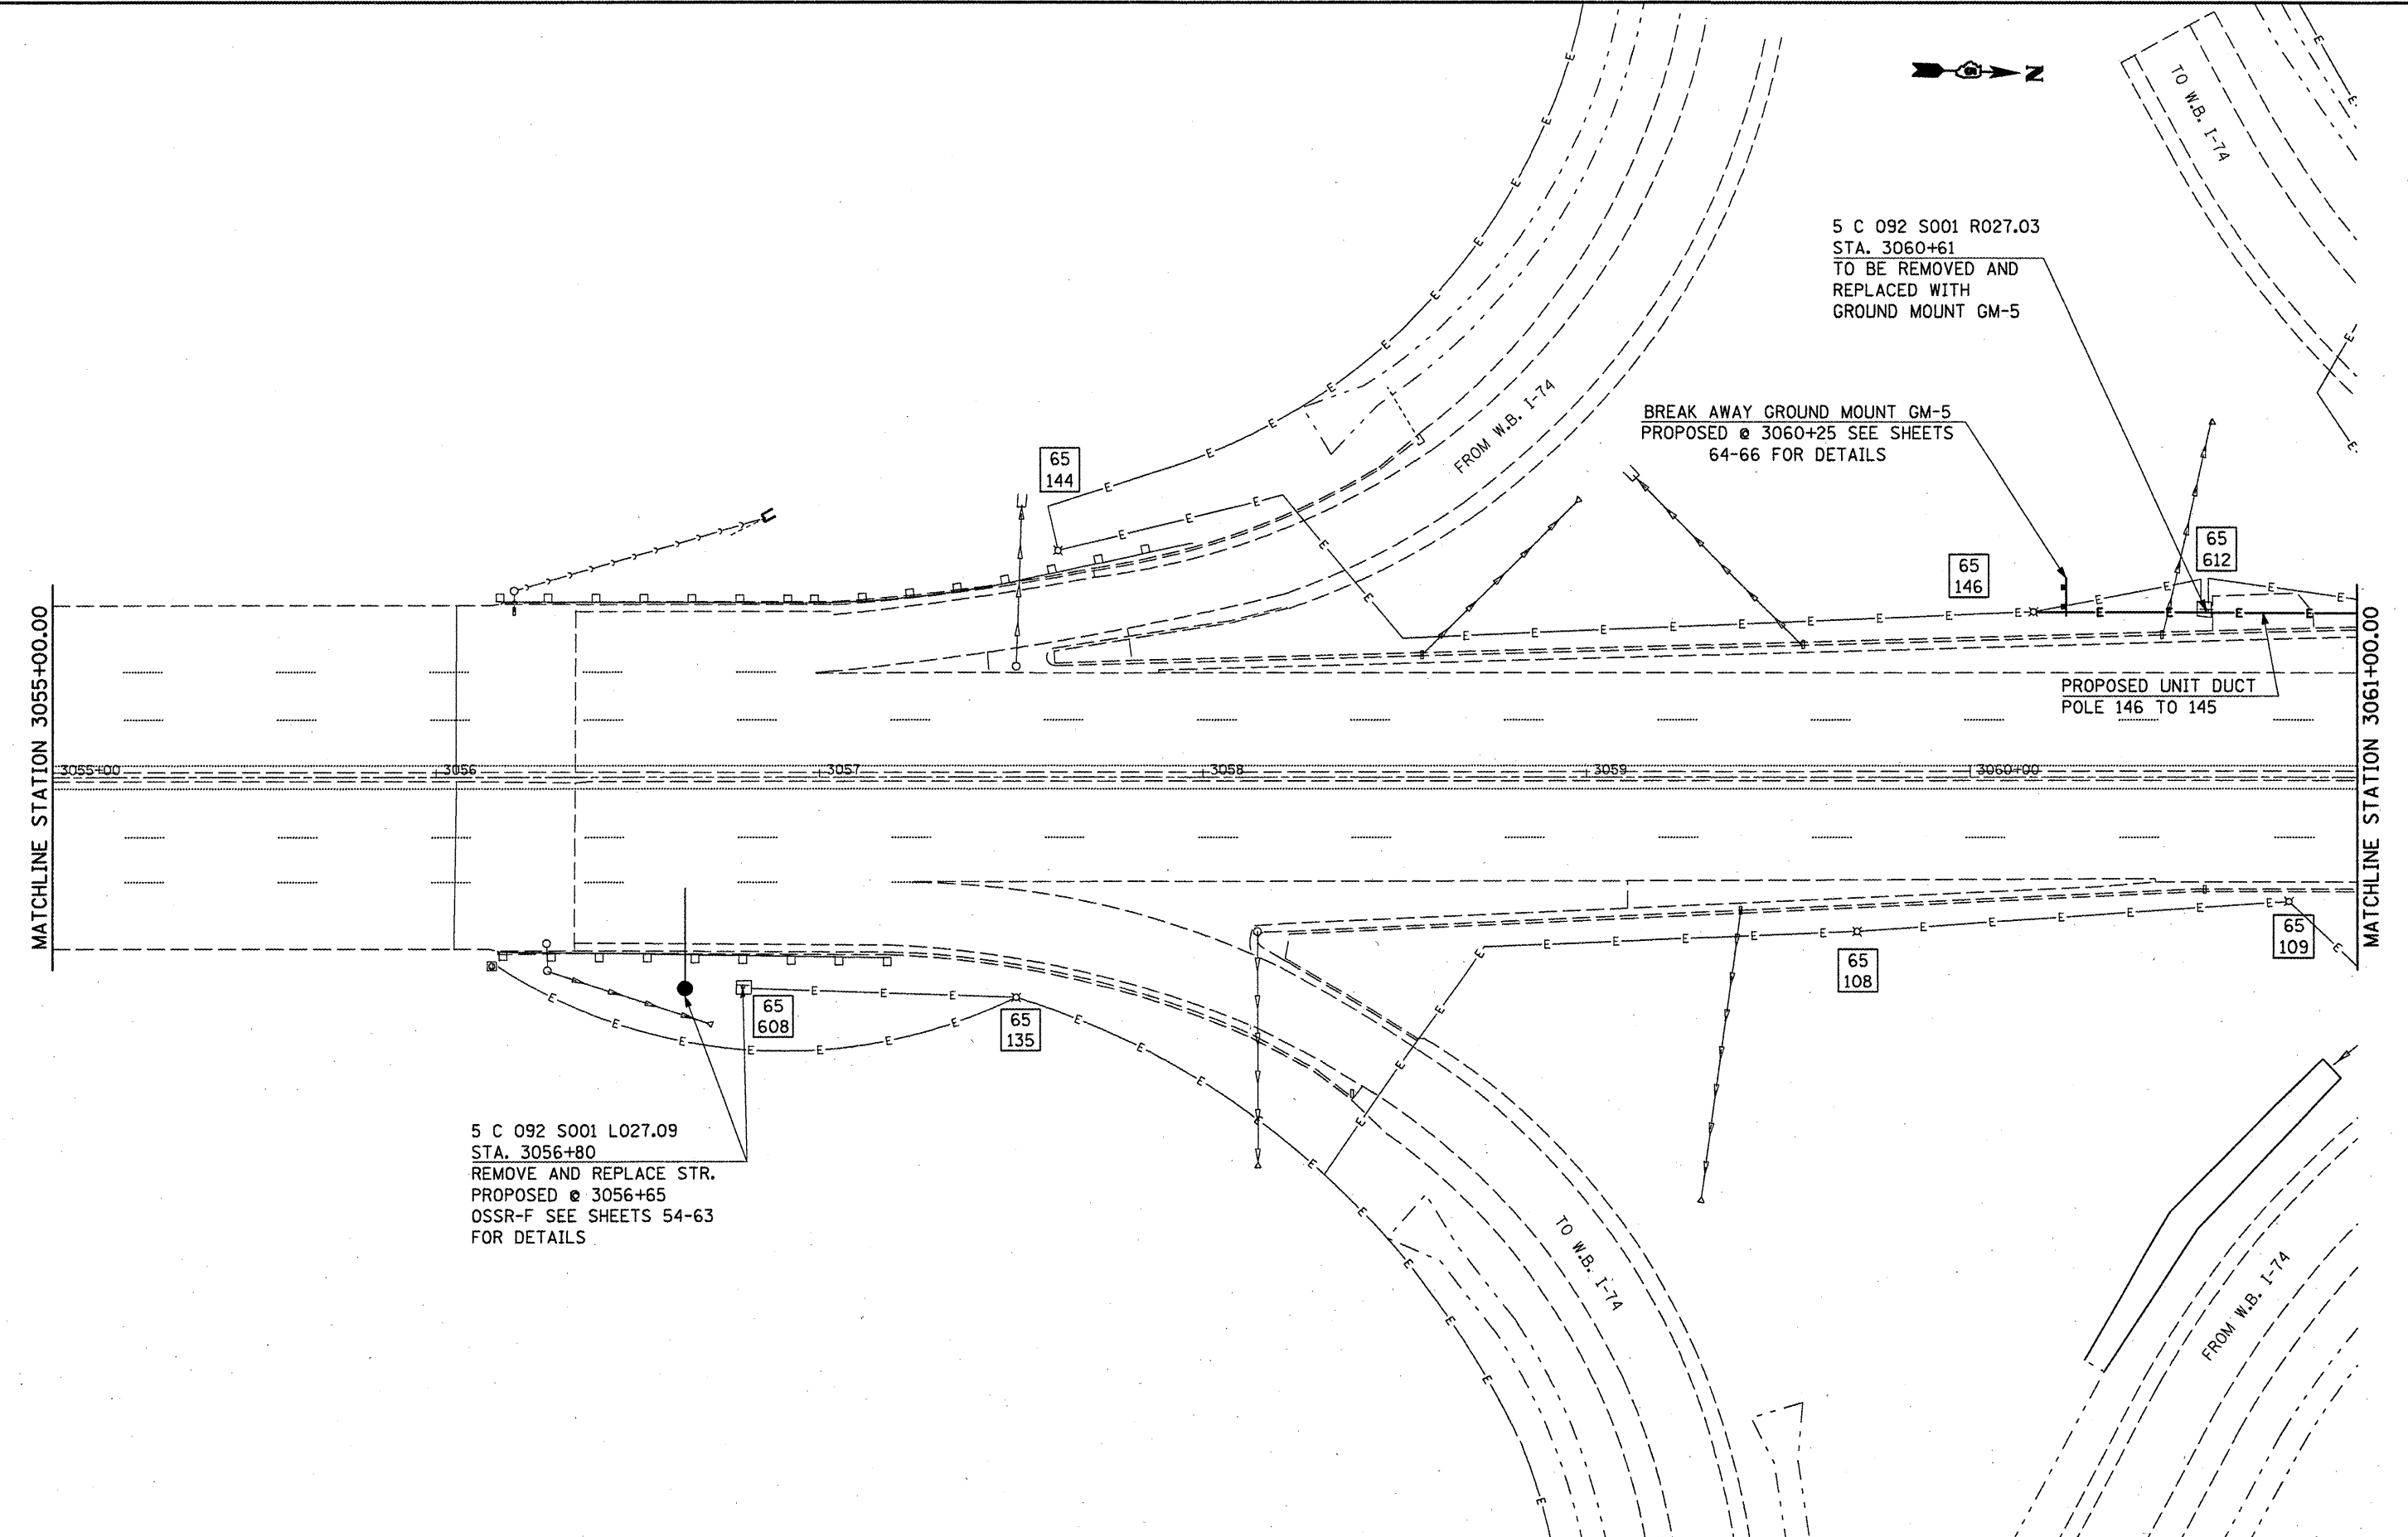 N
TO W.B. I-74
5 C 092 S001 R027.03
STA. 3060+61
TO BE REMOVED AND
REPLACED WITH
GROUND MOUNT GM-5
BREAK AWAY GROUND MOUNT GM-5
PROPOSED @ 3060+25 SEE SHEETS
64-66 FOR DETAILS
FROM W.B. I-74
65
144
65
146
65
612
PROPOSED UNIT DUCT
POLE 146 TO 145
MATCHLINE STATION 3055+00.00
MATCHLINE STATION 3061+00.00
3055+00
3056
3057
3058
3059
3060+00
65
608
65
135
65
108
65
109
5 C 092 S001 L027.09
STA. 3056+80
REMOVE AND REPLACE STR.
PROPOSED @ 3056+65
OSSR-F SEE SHEETS 54-63
FOR DETAILS
TO W.B. I-74
FROM W.B. I-74